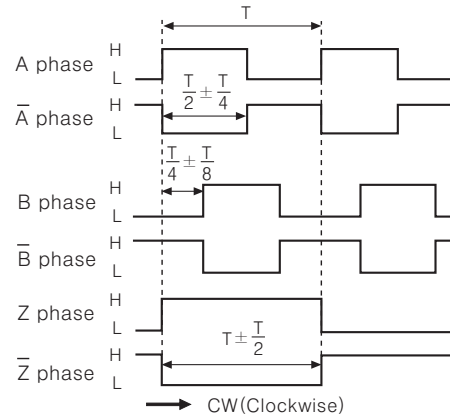 T
H
A phase
L
H
T/2 ± T/4
A̅ phase
L
T/4 ± T/8
H
B phase
L
H
B̅ phase
L
H
Z phase
L
T ± T/2
H
Z̅ phase
L
CW(Clockwise)